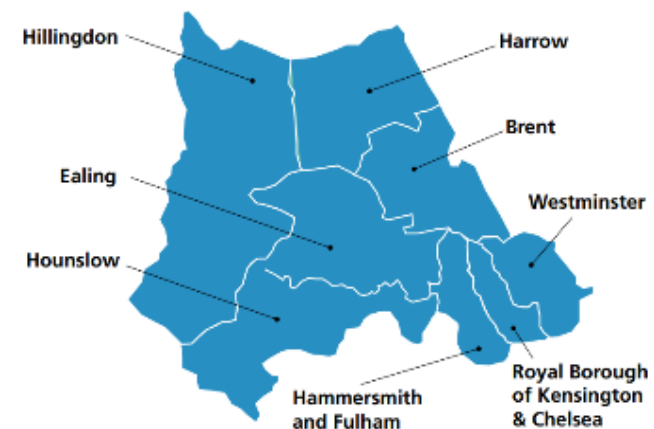 Hillingdon
Harrow
Brent
Ealing
Westminster
Hounslow
Hammersmith
and Fulham
Royal Borough
of Kensington
& Chelsea